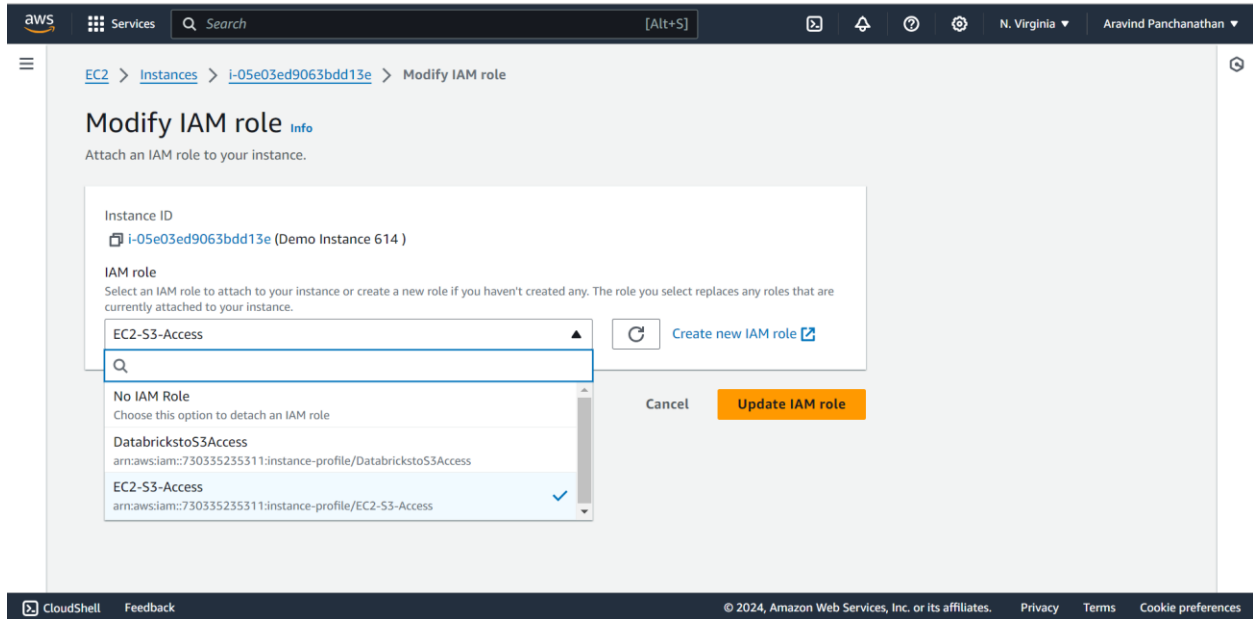 aws
Services
Search
[Alt+S]
N. Virginia
Aravind Panchanathan
EC2 > Instances > i-05e03ed9063bdd13e > Modify IAM role
Modify IAM role Info
Attach an IAM role to your instance.
Instance ID
i-05e03ed9063bdd13e (Demo Instance 614 )
IAM role
Select an IAM role to attach to your instance or create a new role if you haven't created any. The role you select replaces any roles that are
currently attached to your instance.
EC2-S3-Access
Create new IAM role
No IAM Role
Choose this option to detach an IAM role
DatabrickstoS3Access
arn:aws:iam::730335235311:instance-profile/DatabrickstoS3Access
EC2-S3-Access
arn:aws:iam::730335235311:instance-profile/EC2-S3-Access
Cancel
Update IAM role
CloudShell
Feedback
© 2024, Amazon Web Services, Inc. or its affiliates.
Privacy
Terms
Cookie preferences